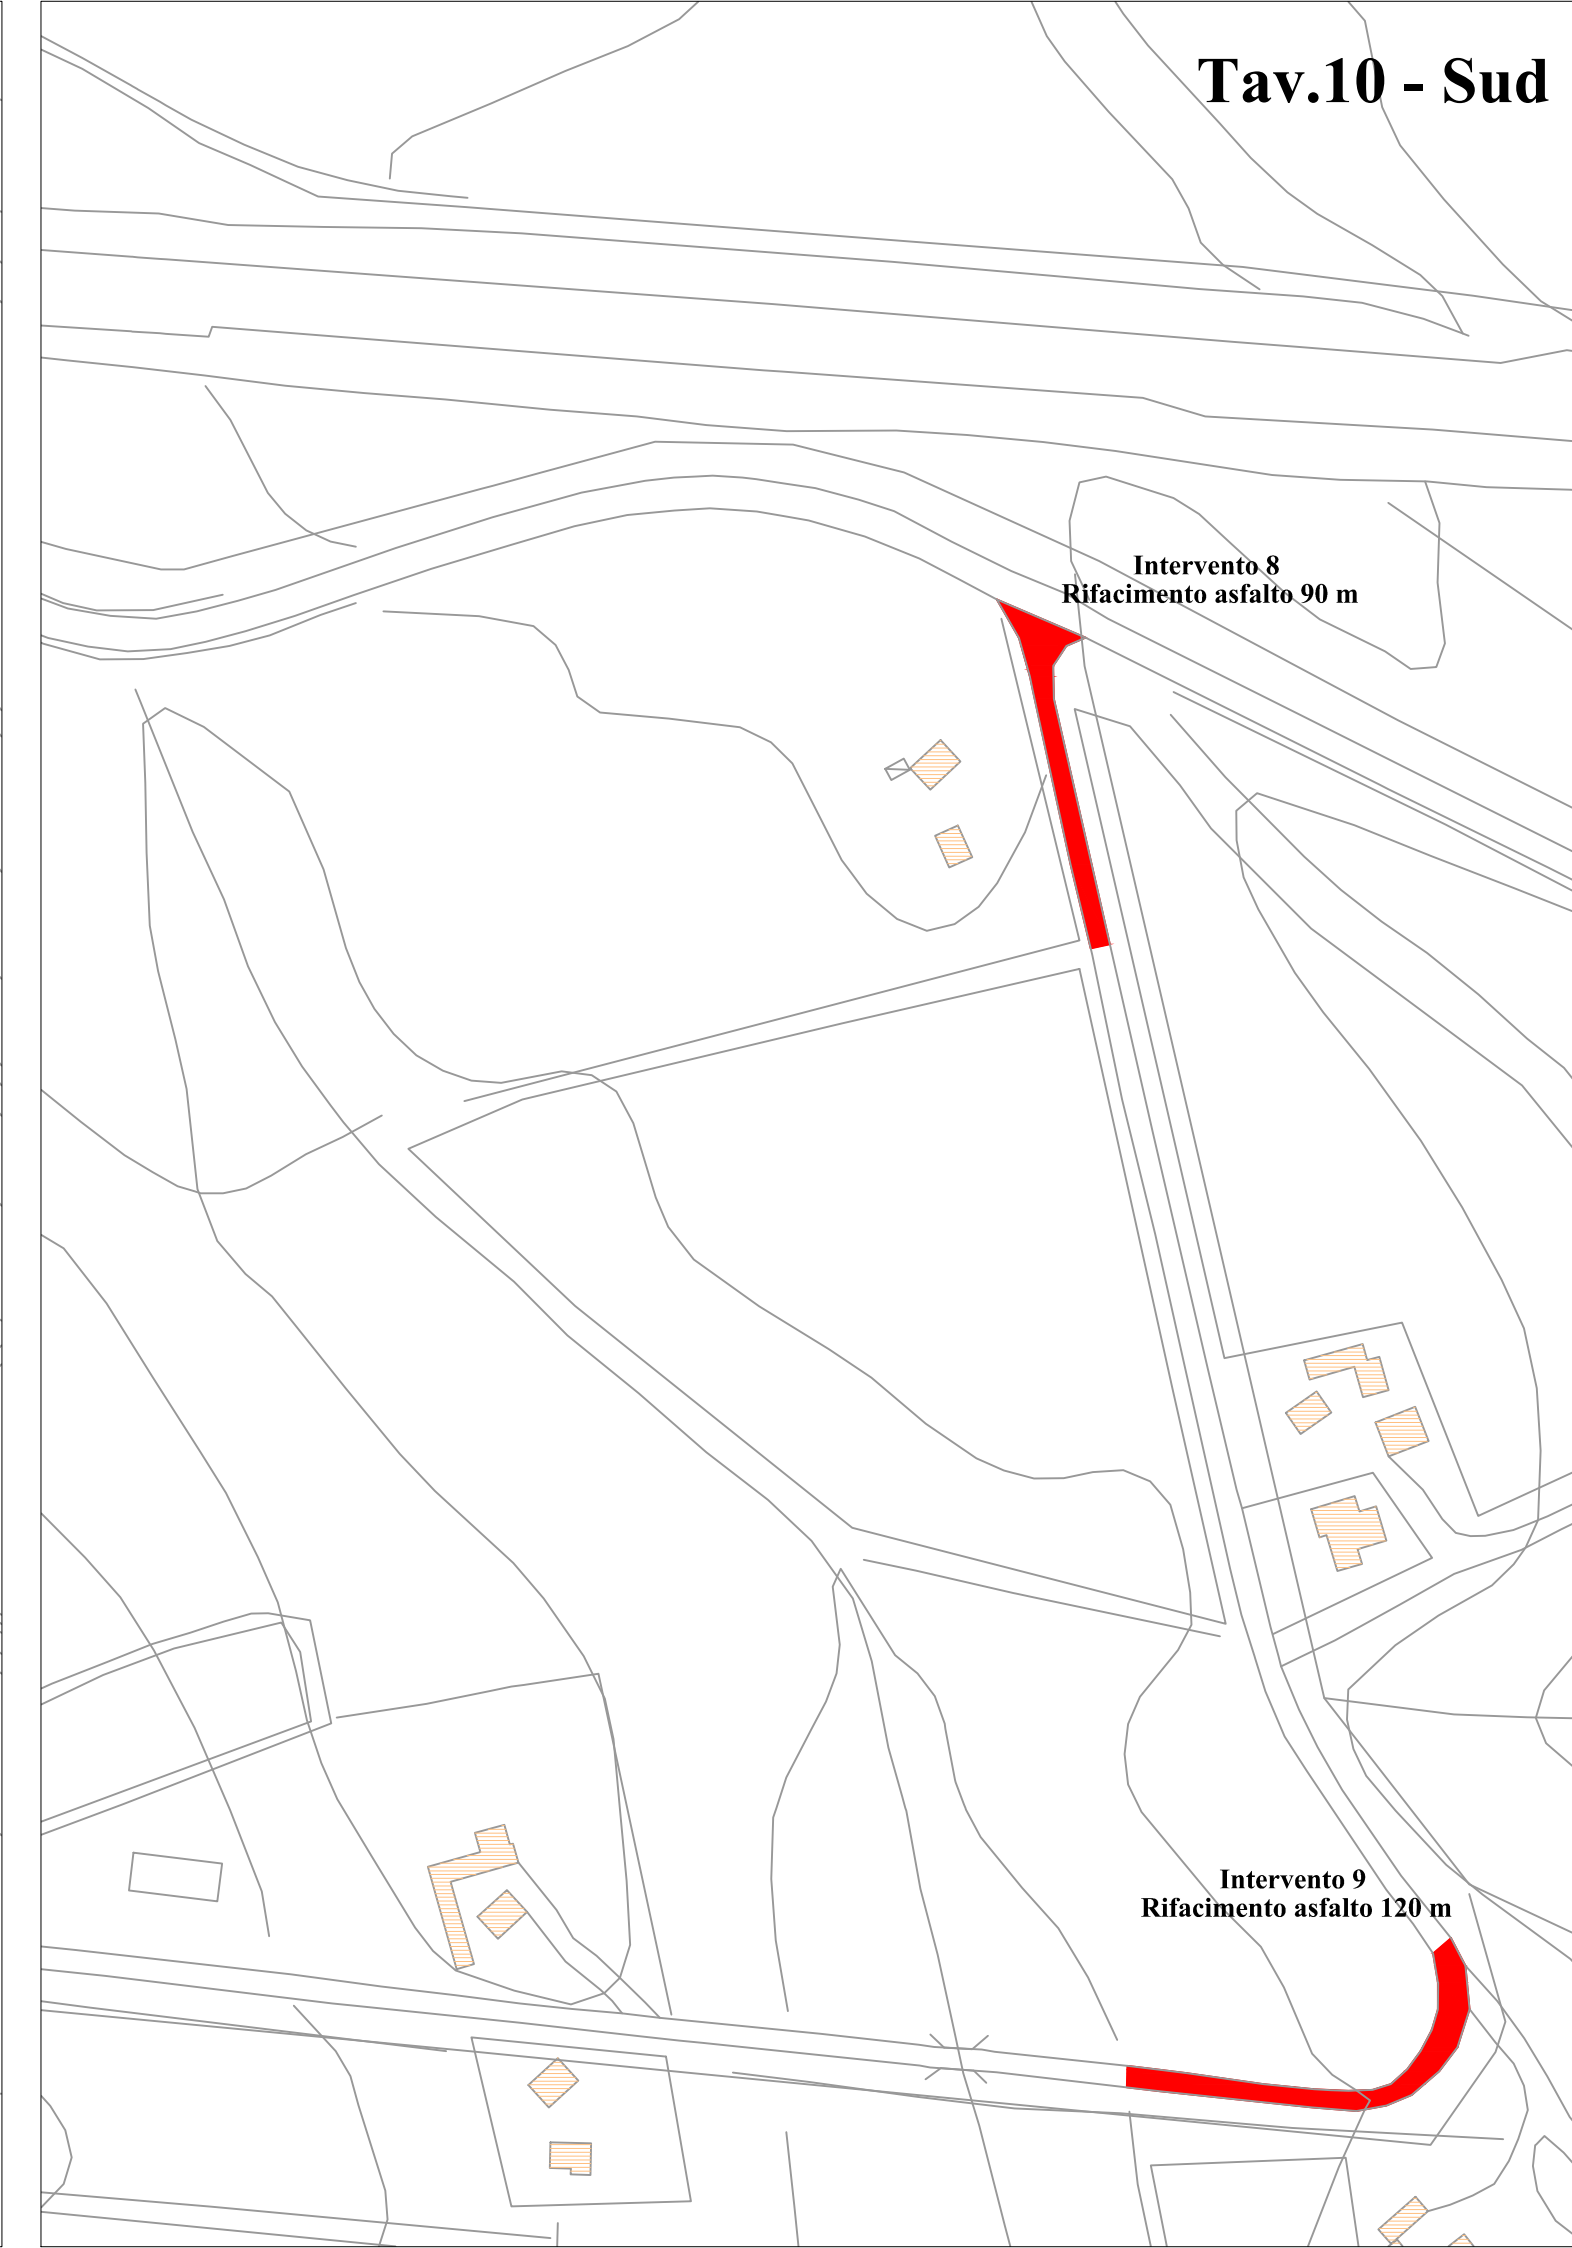 Tav.10 - Sud
Intervento 8
Rifacimento asfalto 90 m
Intervento 9
Rifacimento asfalto 120 m